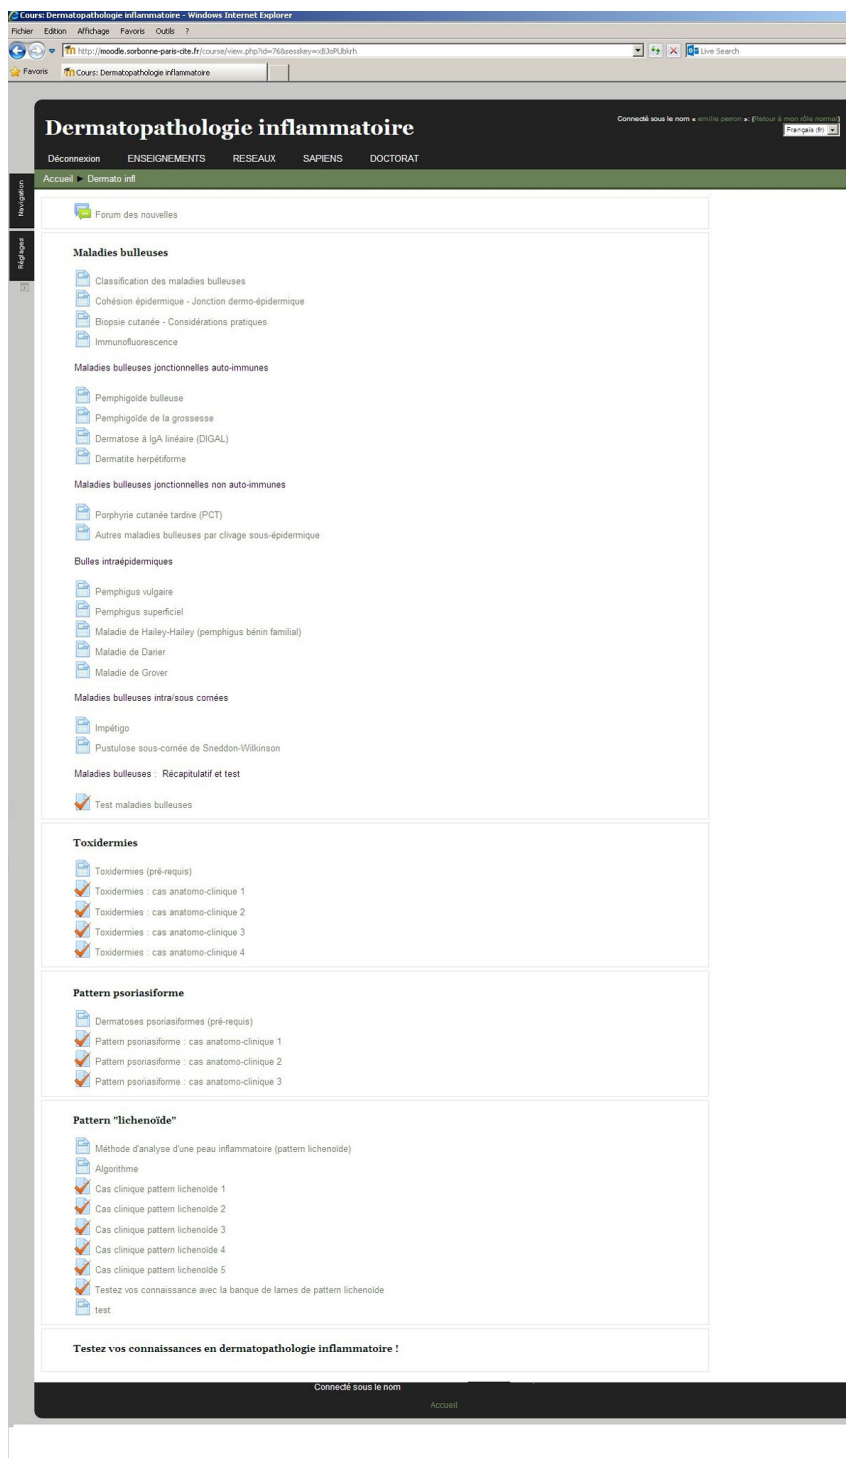 Cours: Dermatopathologie inflammatoire - Windows Internet Explorer
Fichier Edition Affichage Favoris Outils ?
http://moodle.sorbonne-paris-cite.fr/course/view.php?id=76&sesskey=xBJoPUbkrh
Live Search
Favoris Cours: Dermatopathologie inflammatoire
Dermatopathologie inflammatoire
Connecté sous le nom « emilie perron »: (Retour à mon rôle normal)
Français (fr)
Déconnexion ENSEIGNEMENTS RESEAUX SAPIENS DOCTORAT
Accueil ► Dermato infl
Navigation
Réglages
Forum des nouvelles
Maladies bulleuses
Classification des maladies bulleuses
Cohésion épidermique - Jonction dermo-épidermique
Biopsie cutanée - Considérations pratiques
Immunofluorescence
Maladies bulleuses jonctionnelles auto-immunes
Pemphigoïde bulleuse
Pemphigoïde de la grossesse
Dermatose à IgA linéaire (DIGAL)
Dermatite herpétiforme
Maladies bulleuses jonctionnelles non auto-immunes
Porphyrie cutanée tardive (PCT)
Autres maladies bulleuses par clivage sous-épidermique
Bulles intraépidermiques
Pemphigus vulgaire
Pemphigus superficiel
Maladie de Hailey-Hailey (pemphigus bénin familial)
Maladie de Darier
Maladie de Grover
Maladies bulleuses intra/sous cornées
Impétigo
Pustulose sous-cornée de Sneddon-Wilkinson
Maladies bulleuses : Récapitulatif et test
Test maladies bulleuses
Toxidermies
Toxidermies (pré-requis)
Toxidermies : cas anatomo-clinique 1
Toxidermies : cas anatomo-clinique 2
Toxidermies : cas anatomo-clinique 3
Toxidermies : cas anatomo-clinique 4
Pattern psoriasiforme
Dermatoses psoriasiformes (pré-requis)
Pattern psoriasiforme : cas anatomo-clinique 1
Pattern psoriasiforme : cas anatomo-clinique 2
Pattern psoriasiforme : cas anatomo-clinique 3
Pattern "lichenoïde"
Méthode d'analyse d'une peau inflammatoire (pattern lichenoïde)
Algorithme
Cas clinique pattern lichenoïde 1
Cas clinique pattern lichenoïde 2
Cas clinique pattern lichenoïde 3
Cas clinique pattern lichenoïde 4
Cas clinique pattern lichenoïde 5
Testez vos connaissance avec la banque de lames de pattern lichenoïde
test
Testez vos connaissances en dermatopathologie inflammatoire !
Connecté sous le nom
Accueil